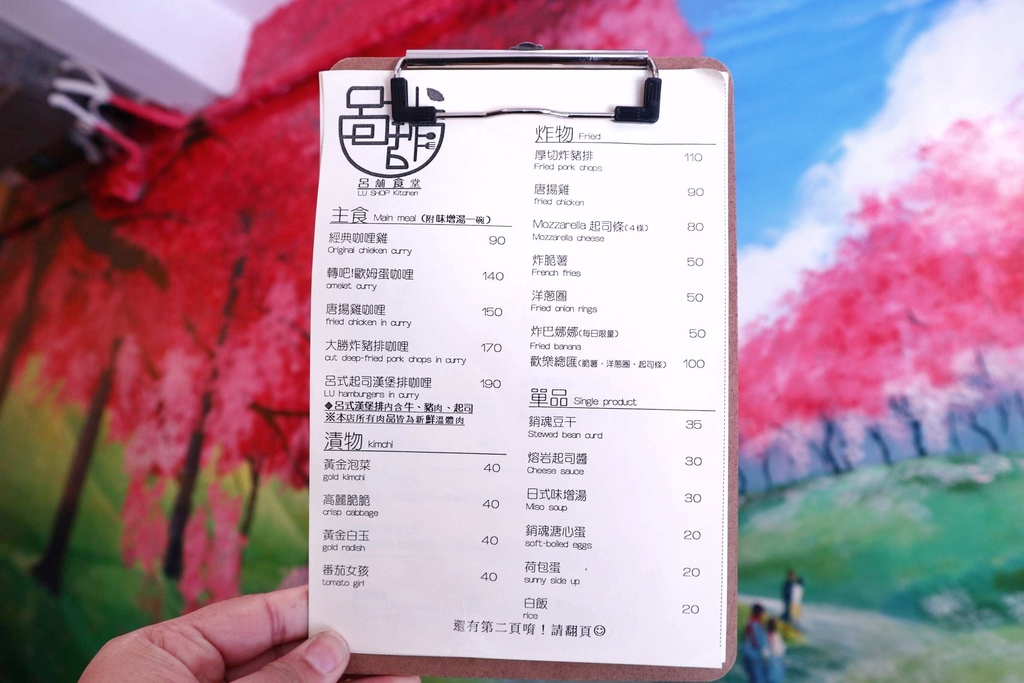 呂舖食堂
LU SHOP Kitchen
主食 Main meal (附味增湯一碗)
經典咖哩雞 90
Original chieken curry
轉吧!歐姆蛋咖哩 140
omelet curry
唐揚雞咖哩 150
fried chicken in curry
大勝炸豬排咖哩 170
cut deep-fried pork chops in curry
呂式起司漢堡排咖哩 190
LU hamburgers in curry
◆呂式漢堡排內含牛、豬肉、起司
※本店所有肉品皆為新鮮溫體肉
漬物 kimchi
黃金泡菜 40
gold kimchi
高麗脆脆 40
crisp cabbage
黃金白玉 40
gold radish
番茄女孩 40
tomato girl
炸物 Fried
厚切炸豬排 110
Fried pork chops
唐揚雞 90
fried chicken
Mozzarella 起司條(4條) 80
Mozzarella cheese
炸脆薯 50
French fries
洋蔥圈 50
Fried onion rings
炸巴娜娜(每日限量) 50
Fried banana
歡樂總匯(脆薯、洋蔥圈、起司條) 100
單品 Single product
銷魂豆干 35
Stewed bean curd
熔岩起司醬 30
Cheese sauce
日式味增湯 30
Miso soup
銷魂溏心蛋 20
soft-boiled eggs
荷包蛋 20
sunny side up
白飯 20
rice
還有第二頁唷!請翻頁☺